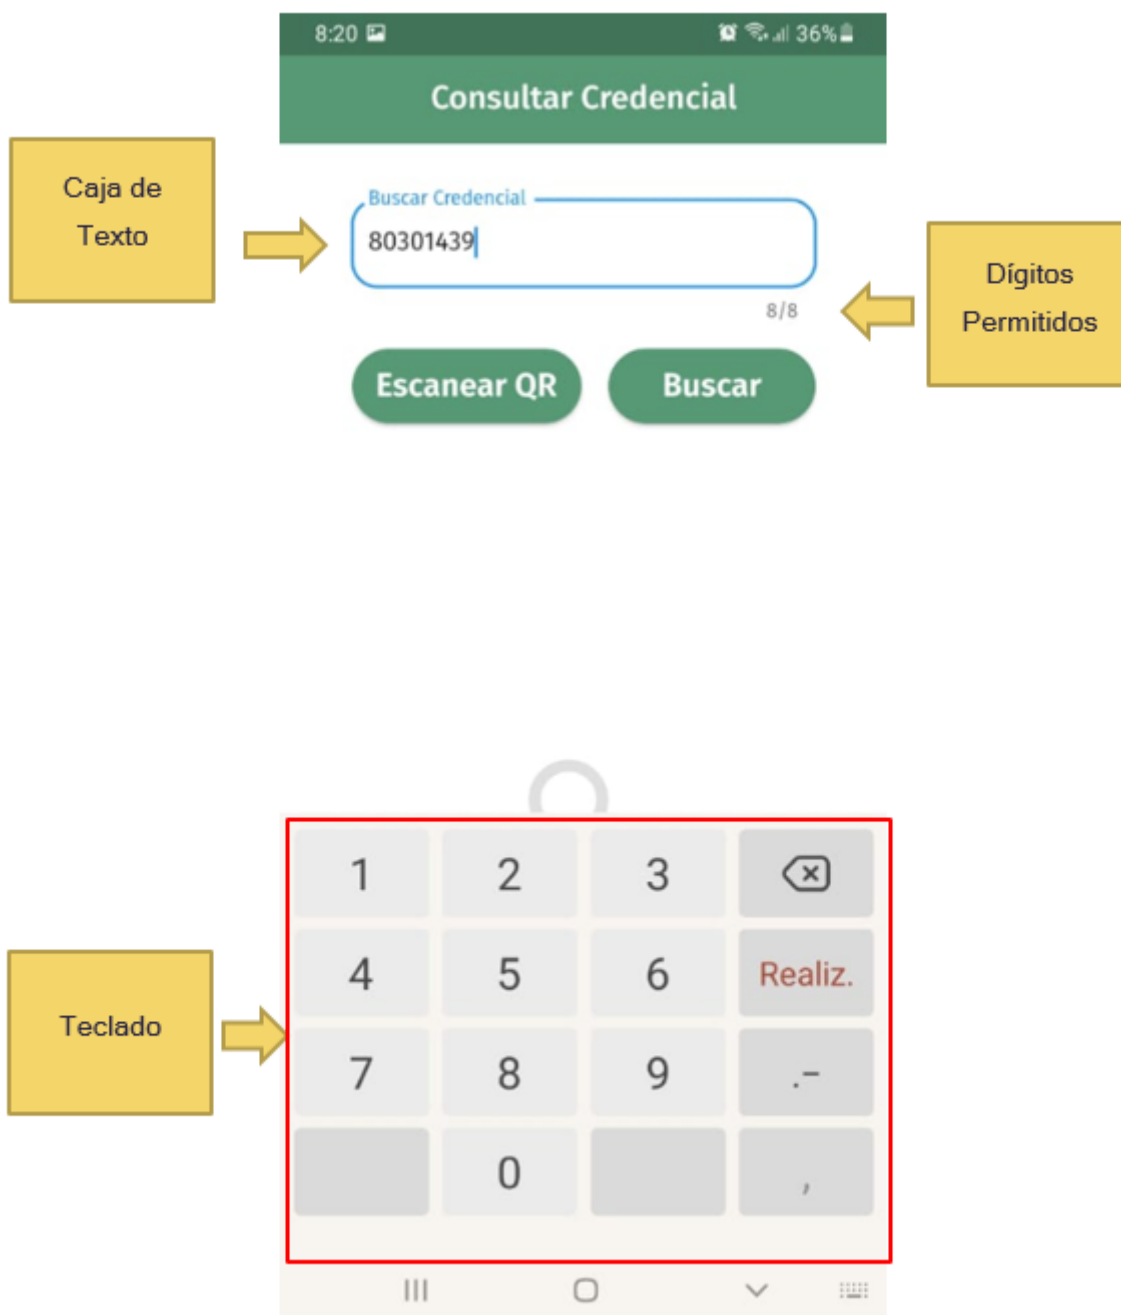 8:20 36%
Consultar Credencial
Caja de
Texto
Buscar Credencial
80301439
8/8
Dígitos
Permitidos
Escanear QR Buscar
1 2 3
4 5 6 Realiz.
Teclado
7 8 9 .-
0 ,